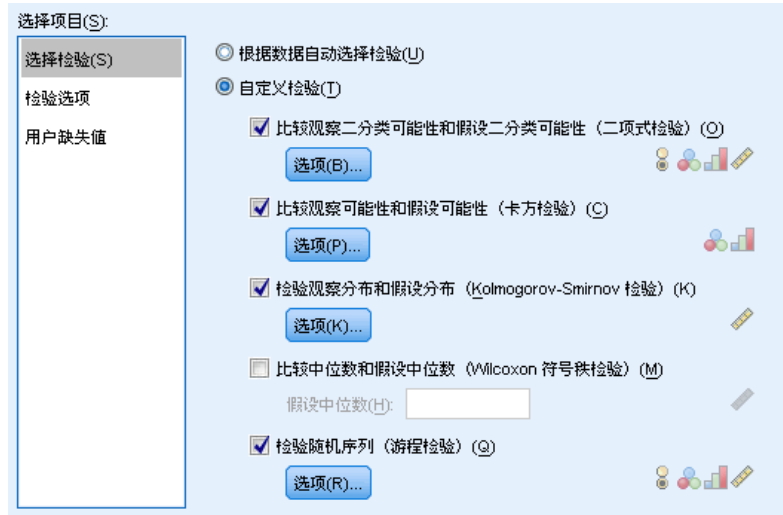 选择项目(S):
选择检验(S)
检验选项
用户缺失值
根据数据自动选择检验(U)
自定义检验(T)
比较观察二分类可能性和假设二分类可能性（二项式检验）(O)
选项(B)...
比较观察可能性和假设可能性（卡方检验）(C)
选项(P)...
检验观察分布和假设分布（Kolmogorov-Smirnov 检验）(K)
选项(K)...
比较中位数和假设中位数（Wilcoxon 符号秩检验）(M)
假设中位数(H):
检验随机序列（游程检验）(Q)
选项(R)...